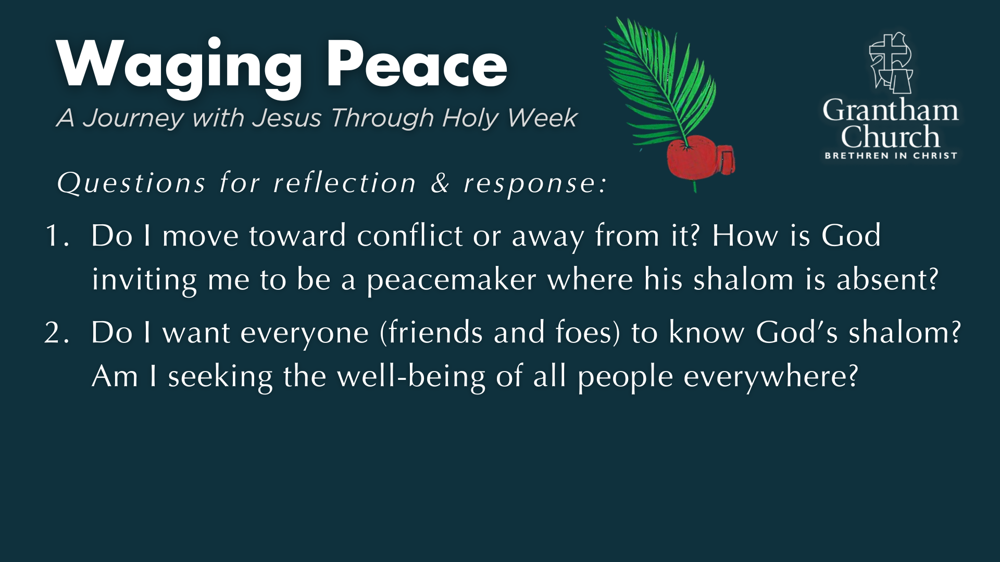 Waging Peace
A Journey with Jesus Through Holy Week
Grantham
Church
BRETHREN IN CHRIST
Questions for reflection & response:
1. Do I move toward conflict or away from it? How is God
inviting me to be a peacemaker where his shalom is absent?
2. Do I want everyone (friends and foes) to know God’s shalom?
Am I seeking the well-being of all people everywhere?